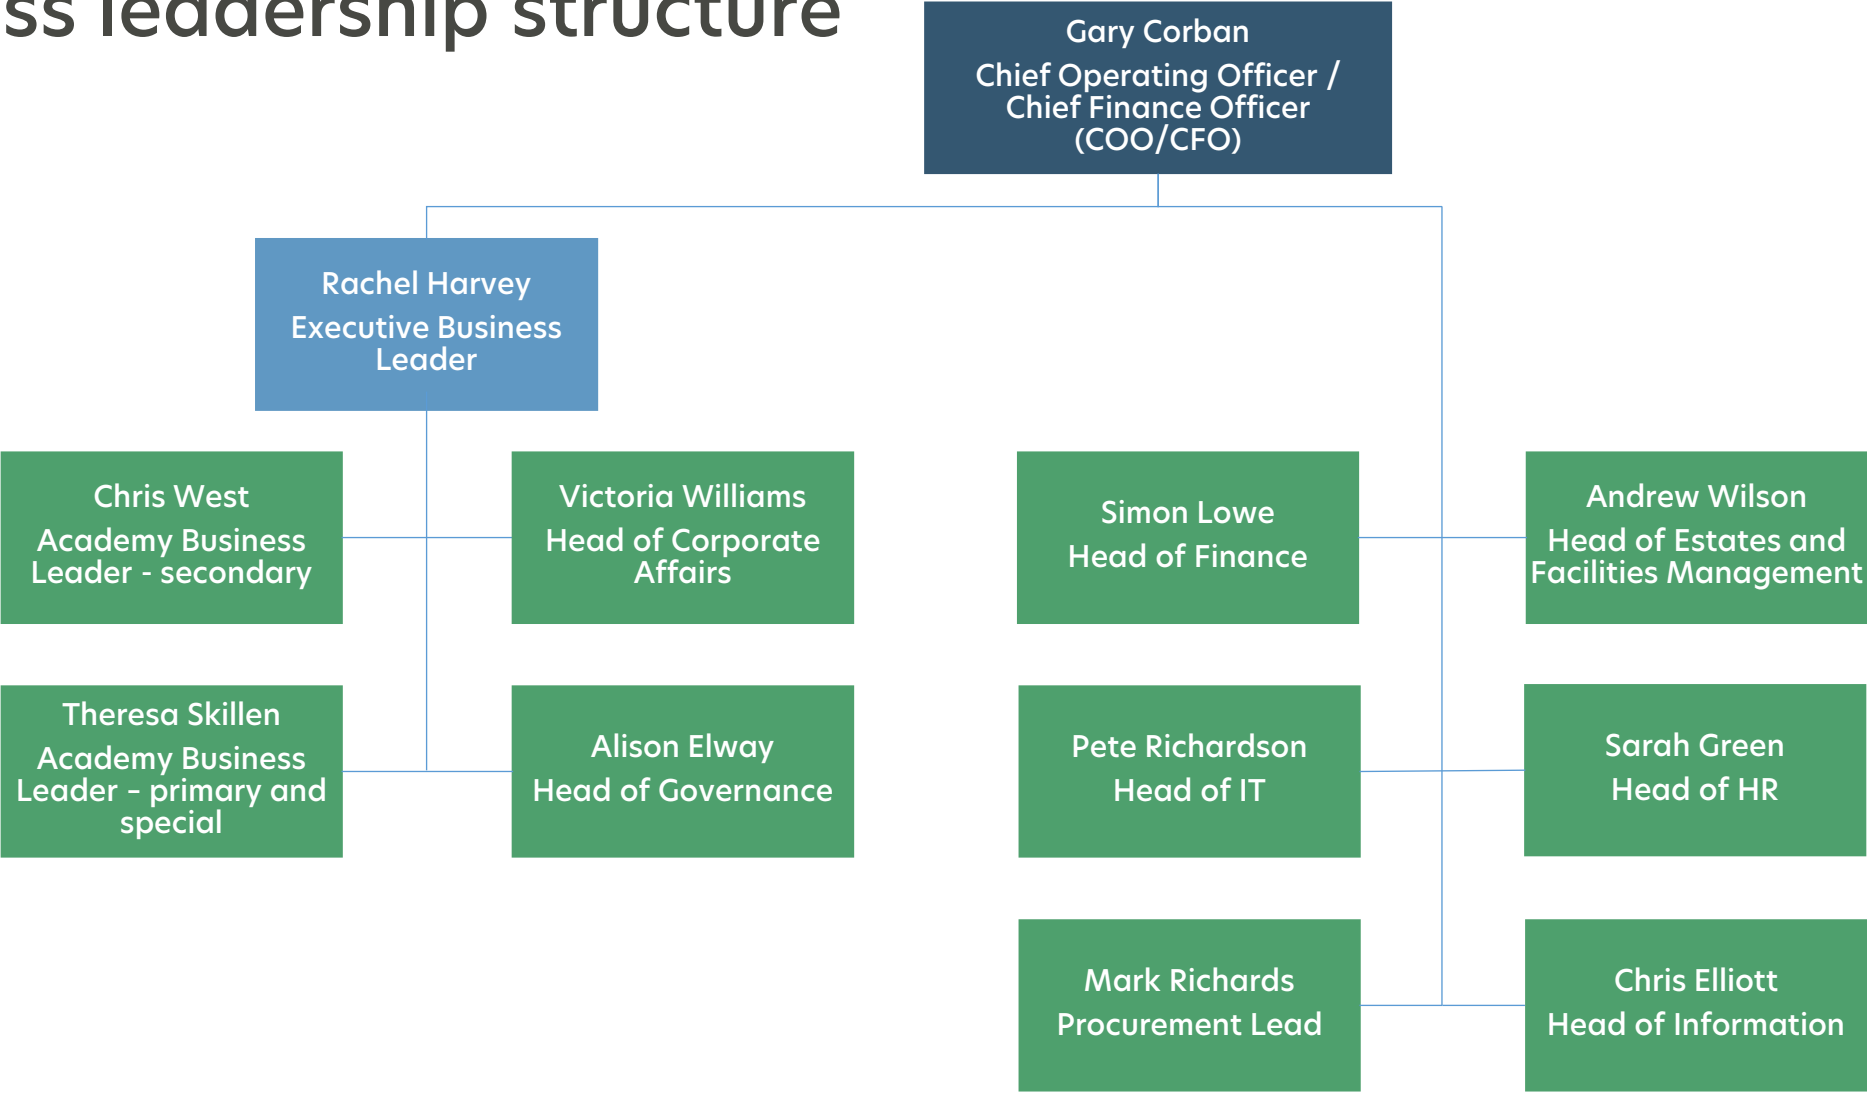 ss leadership structure
Gary Corban
Chief Operating Officer /
Chief Finance Officer
(COO/CFO)
Rachel Harvey
Executive Business
Leader
Chris West
Academy Business
Leader - secondary
Victoria Williams
Head of Corporate
Affairs
Simon Lowe
Head of Finance
Andrew Wilson
Head of Estates and
Facilities Management
Theresa Skillen
Academy Business
Leader – primary and
special
Alison Elway
Head of Governance
Pete Richardson
Head of IT
Sarah Green
Head of HR
Mark Richards
Procurement Lead
Chris Elliott
Head of Information